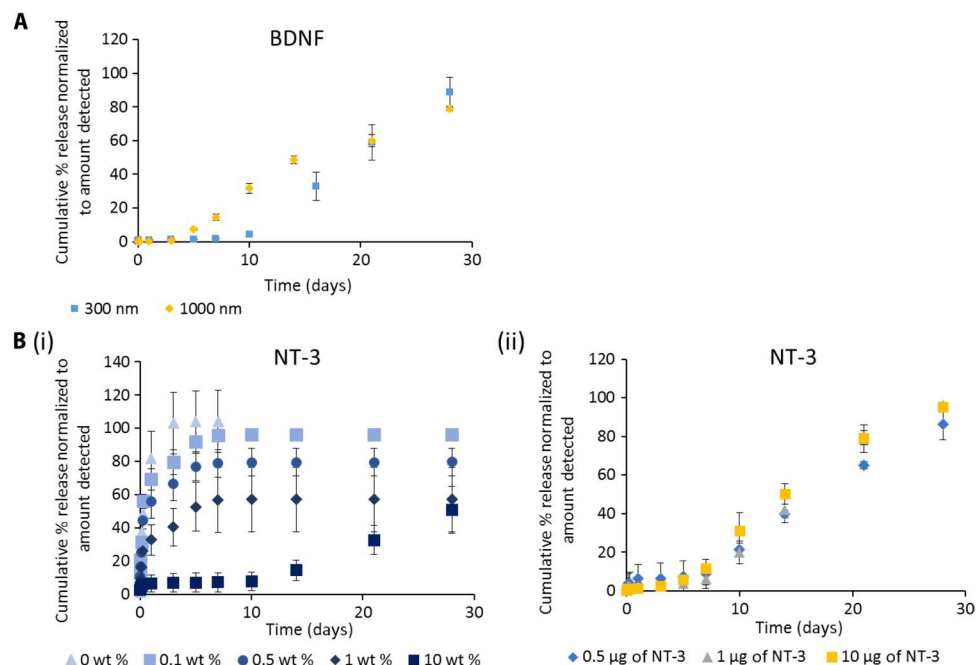 A
BDNF
Cumulative % release normalized
to amount detected
100
80
60
40
20
0
0 10 20 30
Time (days)
300 nm 1000 nm
B (i)
NT-3
Cumulative % release normalized to
amount detected
140
120
100
80
60
40
20
0
0 5 10 15 20 25 30
Time (days)
0 wt % 0.1 wt % 0.5 wt % 1 wt % 10 wt %
(ii)
NT-3
Cumulative % release normalized to
amount detected
120
100
80
60
40
20
0
0 10 20 30
Time (days)
0.5 µg of NT-3 1 µg of NT-3 10 µg of NT-3